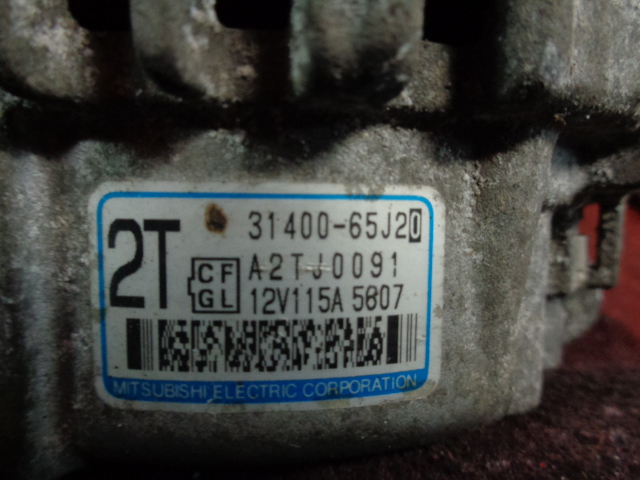 2T
31400-65J20
CF
GL
A2TJ0091
12V115A 5807
MITSUBISHI ELECTRIC CORPORATION